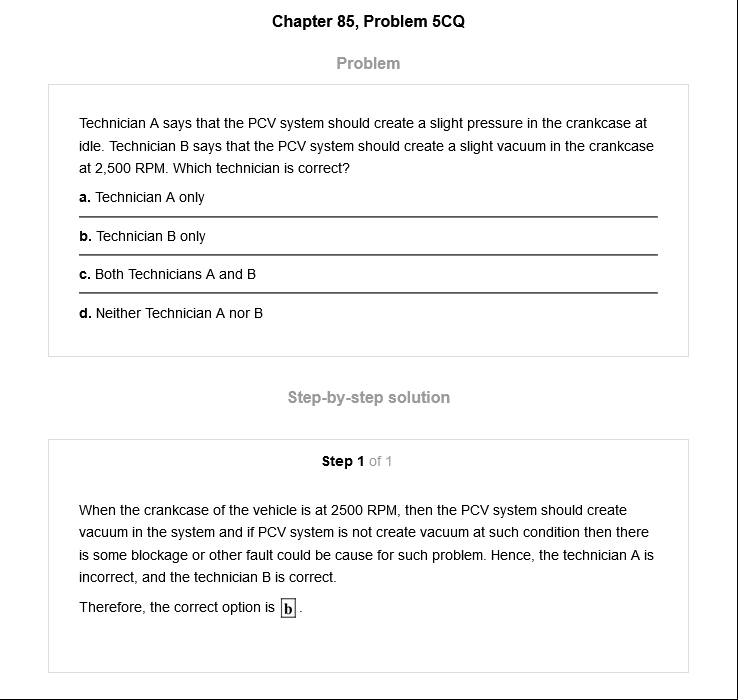 Chapter 85, Problem 5CQ
Problem
Technician A says that the PCV system should create a slight pressure in the crankcase at
idle. Technician B says that the PCV system should create a slight vacuum in the crankcase
at 2,500 RPM. Which technician is correct?
a. Technician A only
b. Technician B only
c. Both Technicians A and B
d. Neither Technician A nor B
Step-by-step solution
Step 1 of 1
When the crankcase of the vehicle is at 2500 RPM, then the PCV system should create
vacuum in the system and if PCV system is not create vacuum at such condition then there
is some blockage or other fault could be cause for such problem. Hence, the technician A is
incorrect, and the technician B is correct.
Therefore, the correct option is b.